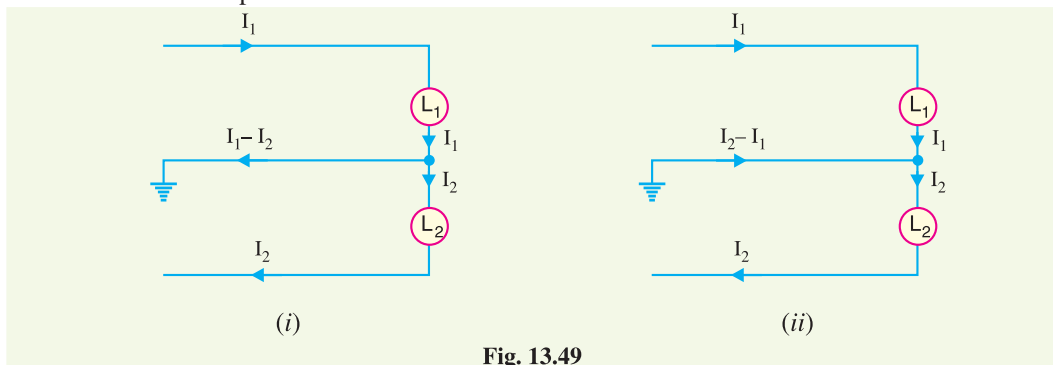 I₁
L₁
I₁
I₁– I₂
I₂
L₂
I₂
(i)
I₁
L₁
I₁
I₂– I₁
I₂
L₂
I₂
(ii)
Fig. 13.49